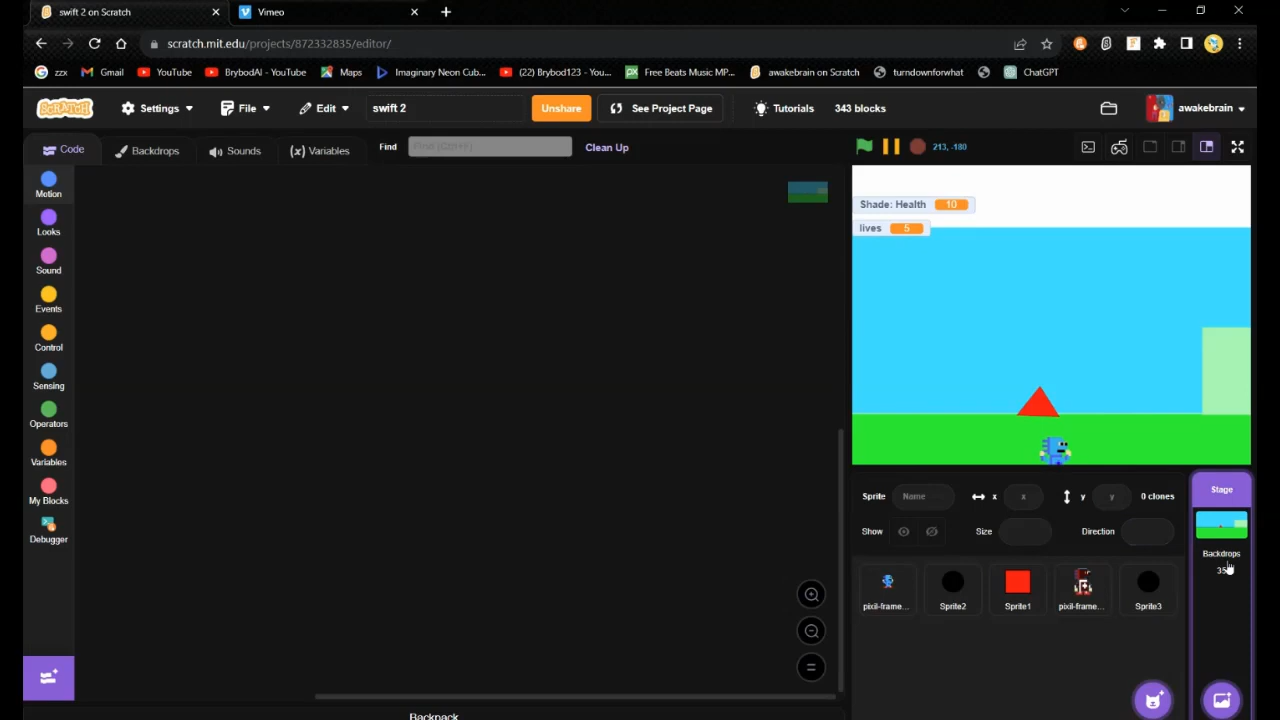 swift 2 on Scratch
Vimeo
scratch.mit.edu/projects/872332835/editor/
zzx
Gmail
YouTube
BrybodAI - YouTube
Maps
Imaginary Neon Cub...
(22) Brybod123 - You...
Free Beats Music MP...
awakebrain on Scratch
turndownforwhat
ChatGPT
SCRATCH
Settings
File
Edit
swift 2
Unshare
See Project Page
Tutorials
343 blocks
awakebrain
Code
Backdrops
Sounds
(x) Variables
Find
Find (Ctrl+F)
Clean Up
213, -180
Motion
Looks
Sound
Events
Control
Sensing
Operators
Variables
My Blocks
Debugger
Shade: Health 10
lives 5
Sprite
Name
x
x
y
y
0 clones
Show
Size
Direction
pixil-frame...
Sprite2
Sprite1
pixil-frame...
Sprite3
Stage
Backdrops
Backpack